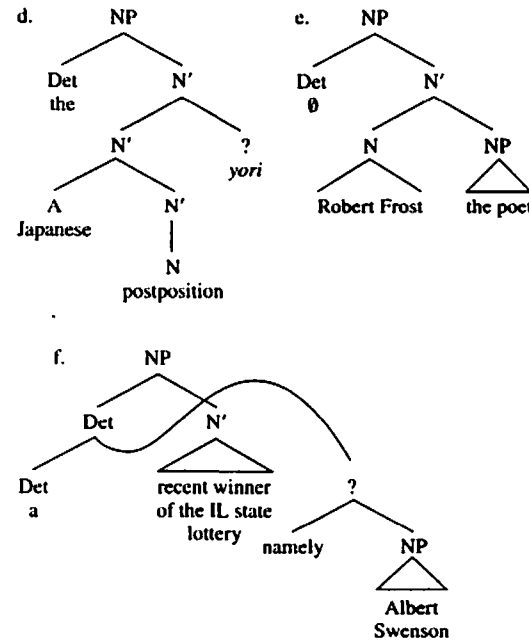 d. NP e. NP
Det N′ Det N′
the ∅
N′ ? N NP
yori
A N′ Robert Frost the poet
Japanese
N
postposition
f. NP
Det N′
Det recent winner ?
a of the IL state
lottery namely NP
Albert
Swenson